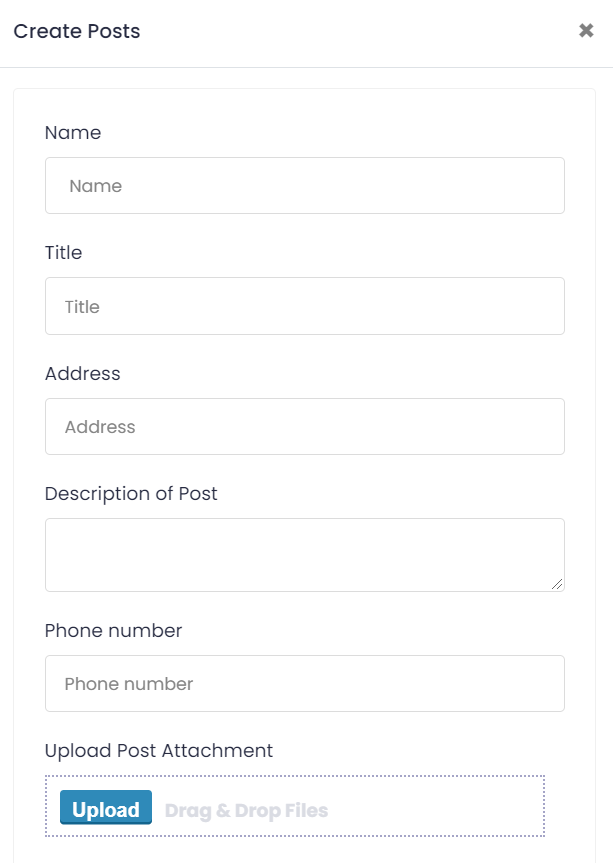 Create Posts ✖
Name
Name
Title
Title
Address
Address
Description of Post
Phone number
Phone number
Upload Post Attachment
Upload Drag & Drop Files